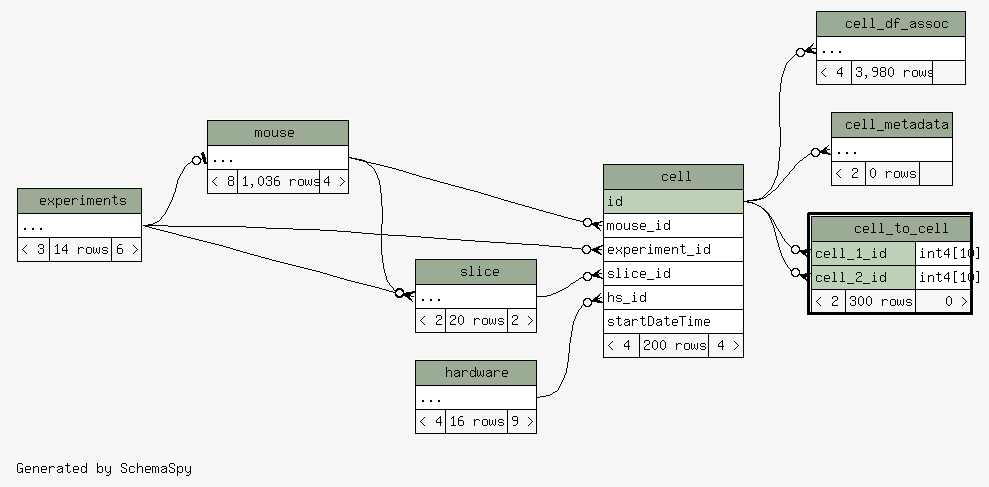 cell_df_assoc
...
< 4 3,980 rows
cell_metadata
...
< 2 0 rows
mouse
...
< 8 1,036 rows 4 >
experiments
...
< 3 14 rows 6 >
cell
id
mouse_id
experiment_id
slice_id
hs_id
startDateTime
< 4 200 rows 4 >
cell_to_cell
cell_1_id int4[10]
cell_2_id int4[10]
< 2 300 rows 0 >
slice
...
< 2 20 rows 2 >
hardware
...
< 4 16 rows 9 >
Generated by SchemaSpy